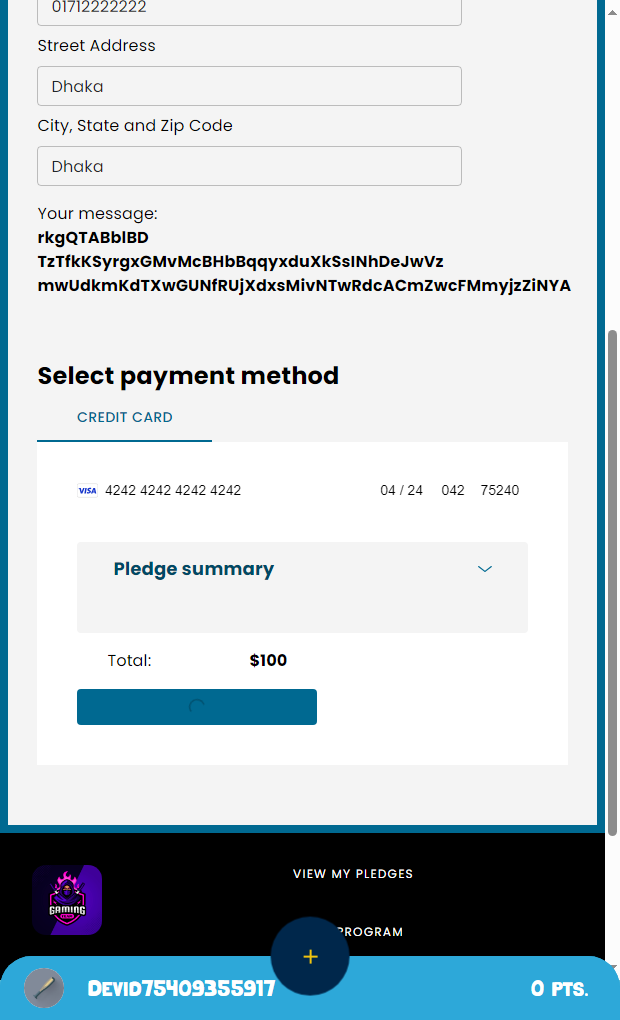 01712222222
Street Address
Dhaka
City, State and Zip Code
Dhaka
Your message:
rkgQTABblBD
TzTfkKSyrgxGMvMcBHbBqqyxduXkSsINhDeJwVz
mwUdkmKdTXwGUNfRUjXdxsMivNTwRdcACmZwcFMmyjzZiNYA
Select payment method
CREDIT CARD
VISA 4242 4242 4242 4242 04 / 24 042 75240
Pledge summary
Total: $100
VIEW MY PLEDGES
GAMING
PROGRAM
Devid75409355917 0 PTS.